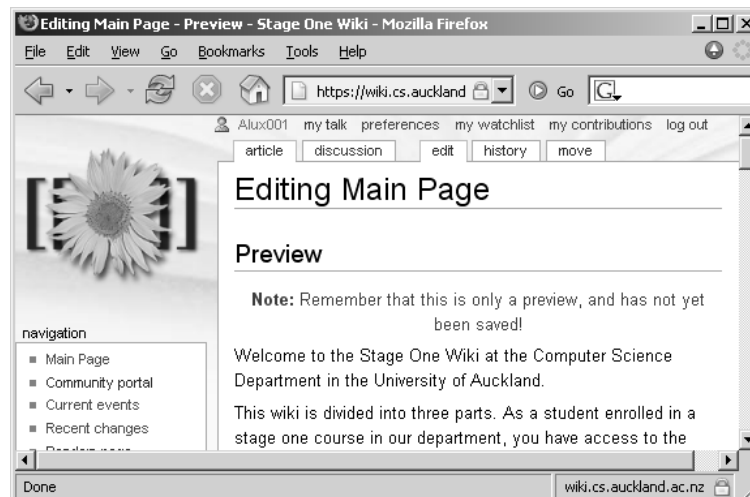 Editing Main Page - Preview - Stage One Wiki - Mozilla Firefox
File Edit View Go Bookmarks Tools Help
https://wiki.cs.auckland Go G
Alux001 my talk preferences my watchlist my contributions log out
article discussion edit history move
Editing Main Page
Preview
Note: Remember that this is only a preview, and has not yet
been saved!
Welcome to the Stage One Wiki at the Computer Science
Department in the University of Auckland.
This wiki is divided into three parts. As a student enrolled in a
stage one course in our department, you have access to the
navigation
Main Page
Community portal
Current events
Recent changes
Done wiki.cs.auckland.ac.nz